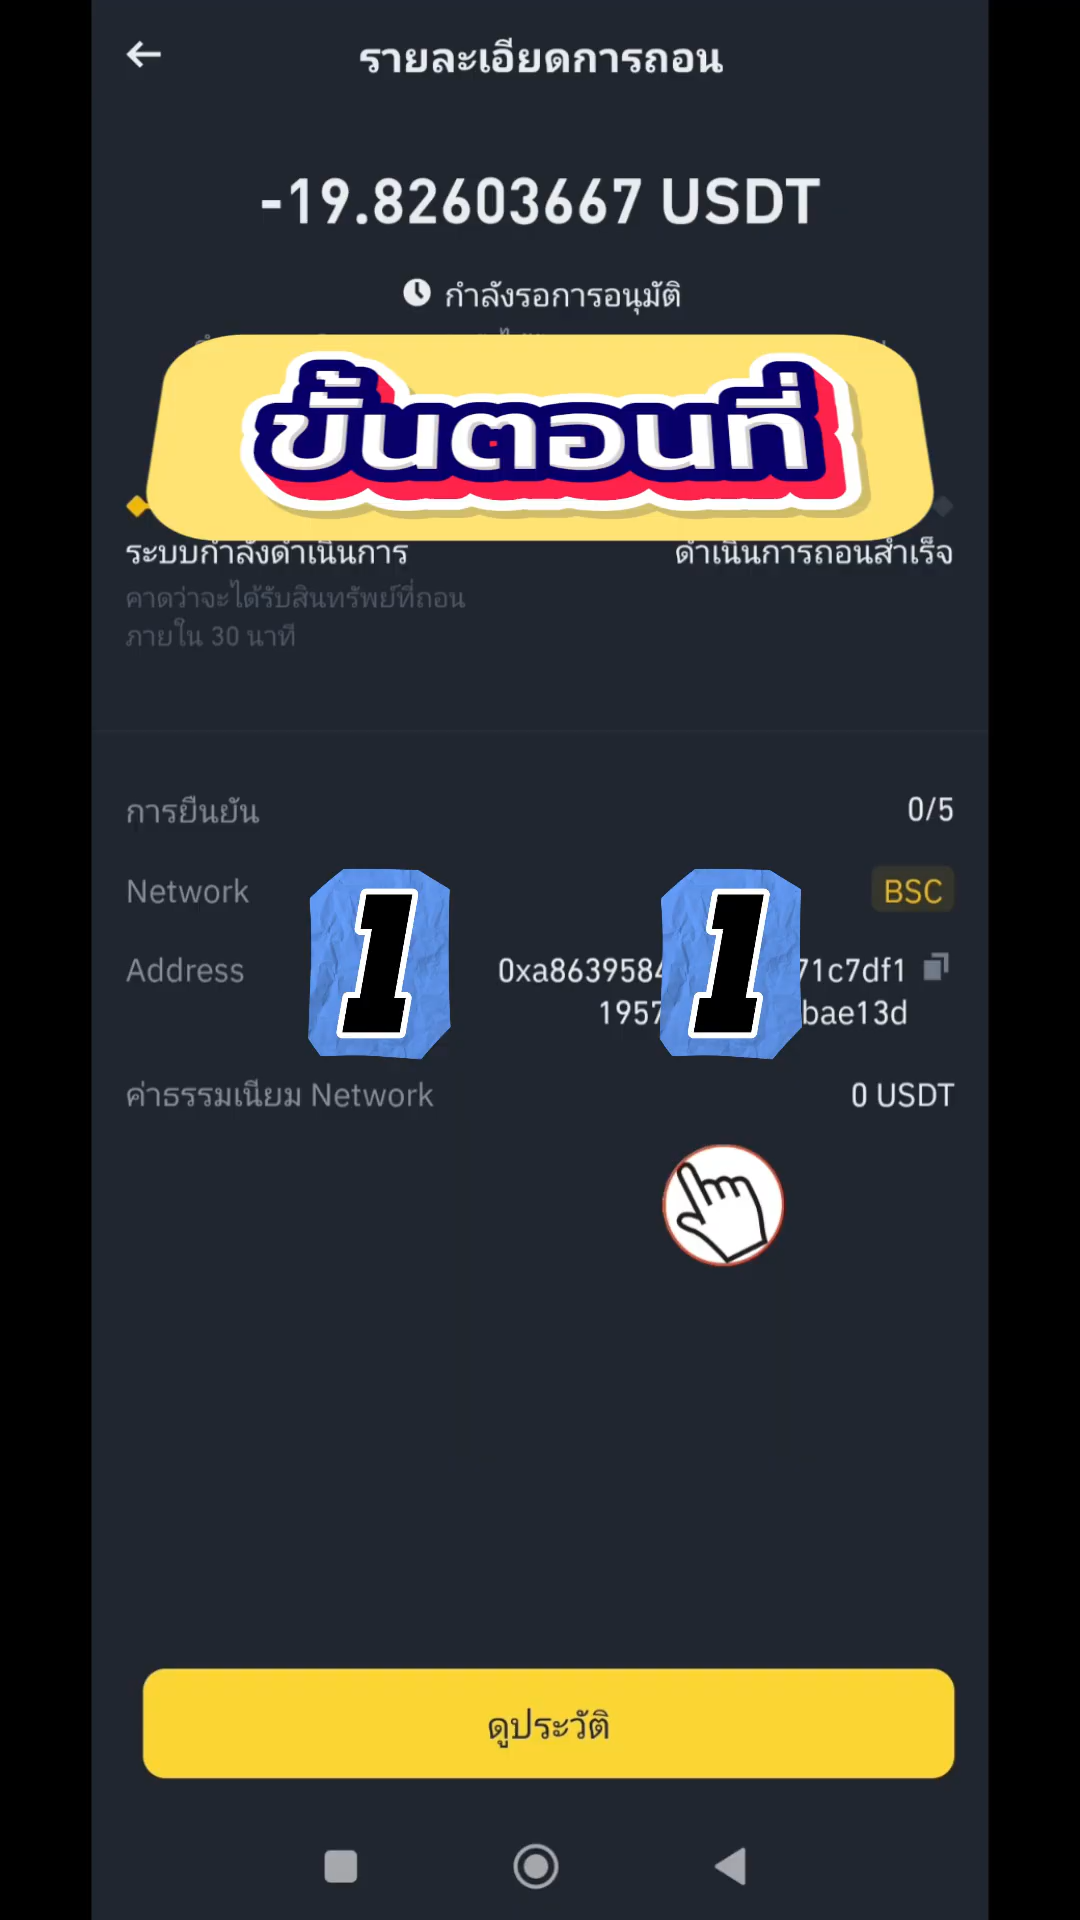 รายละเอียดการถอน
-19.82603667 USDT
กำลังรอการอนุมัติ
ขั้นตอนที่
ระบบกำลังดำเนินการ
ดำเนินการถอนสำเร็จ
คาดว่าจะได้รับสินทรัพย์ที่ถอน
ภายใน 30 นาที
การยืนยัน 0/5
Network BSC
1 1
Address 0xa8639584 71c7df1
1957 bae13d
ค่าธรรมเนียม Network 0 USDT
ดูประวัติ